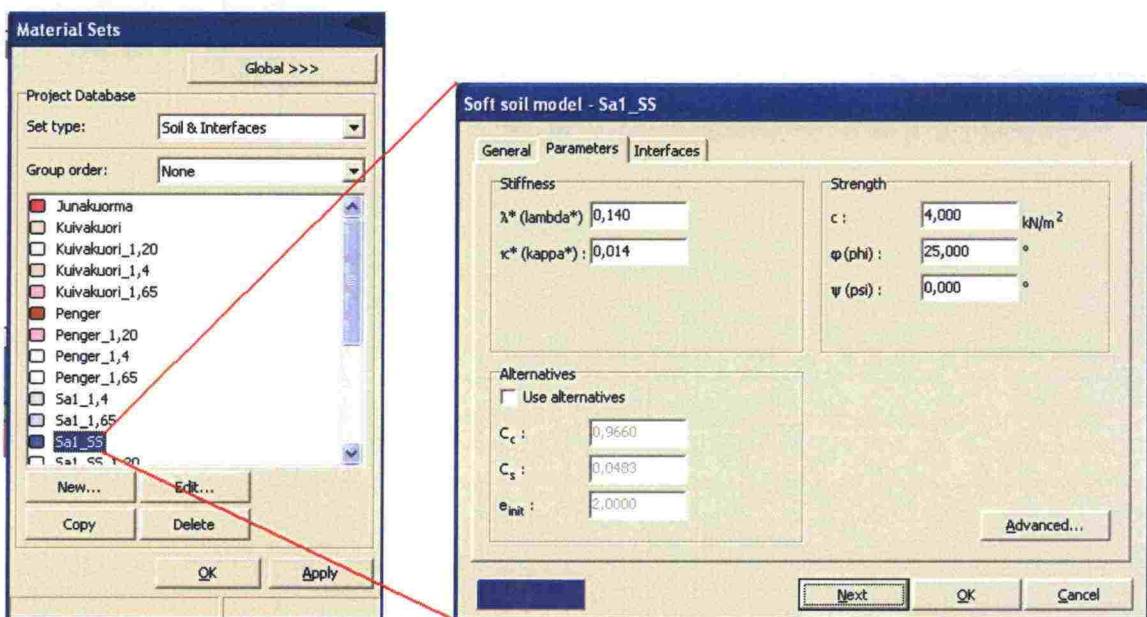 Material Sets
Global >>>
Project Database
Set type: Soil & Interfaces
Group order: None
Junakuorma
Kuivakuori
Kuivakuori_1,20
Kuivakuori_1,4
Kuivakuori_1,65
Penger
Penger_1,20
Penger_1,4
Penger_1,65
Sa1_1,4
Sa1_1,65
Sa1_SS
Sa1_SS_1,20
New... Edit...
Copy Delete
OK Apply
Soft soil model - Sa1_SS
General Parameters Interfaces
Stiffness
λ* (lambda*) 0,140
κ* (kappa*) : 0,014
Strength
c : 4,000 kN/m²
φ (phi) : 25,000 °
ψ (psi) : 0,000 °
Alternatives
Use alternatives
Cc : 0,9660
Cs : 0,0483
einit : 2,0000
Advanced...
Next OK Cancel